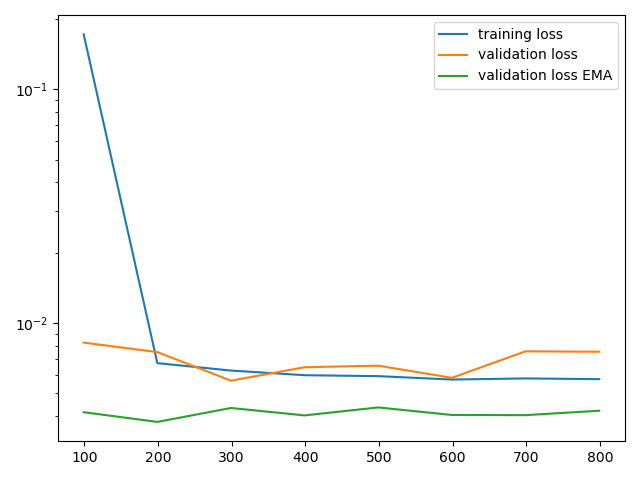 training loss
validation loss
validation loss EMA
10⁻¹
10⁻²
100 200 300 400 500 600 700 800